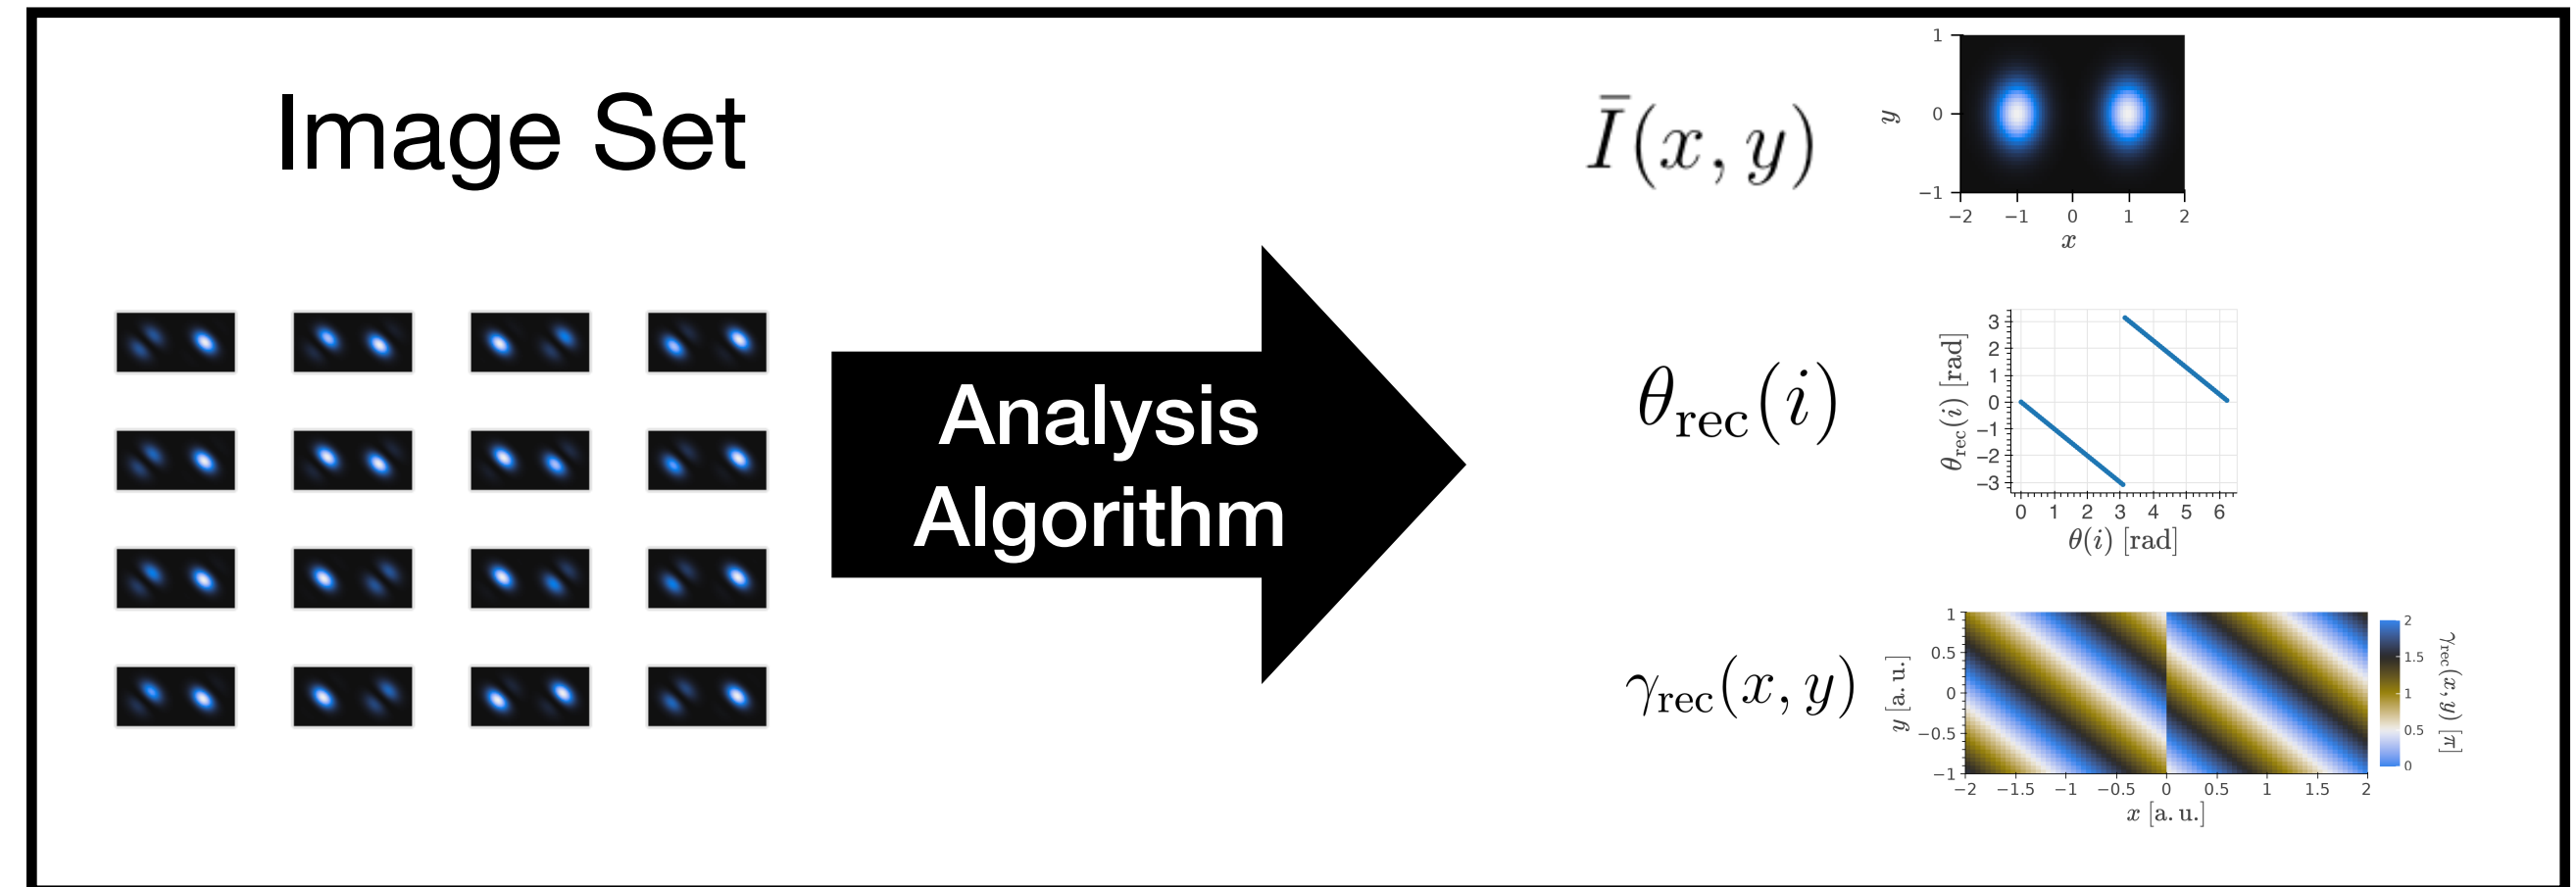 Image Set
Analysis
Algorithm
Ī(x, y)
1
0
−1
y
−2 −1 0 1 2
x
θrec(i)
3
2
1
0
−1
−2
−3
θrec(i) [rad]
0 1 2 3 4 5 6
θ(i) [rad]
γrec(x, y)
1
0.5
0
−0.5
−1
y [a.u.]
−2 −1.5 −1 −0.5 0 0.5 1 1.5 2
x [a.u.]
2
1.5
1
0.5
0
γrec(x, y) [π]